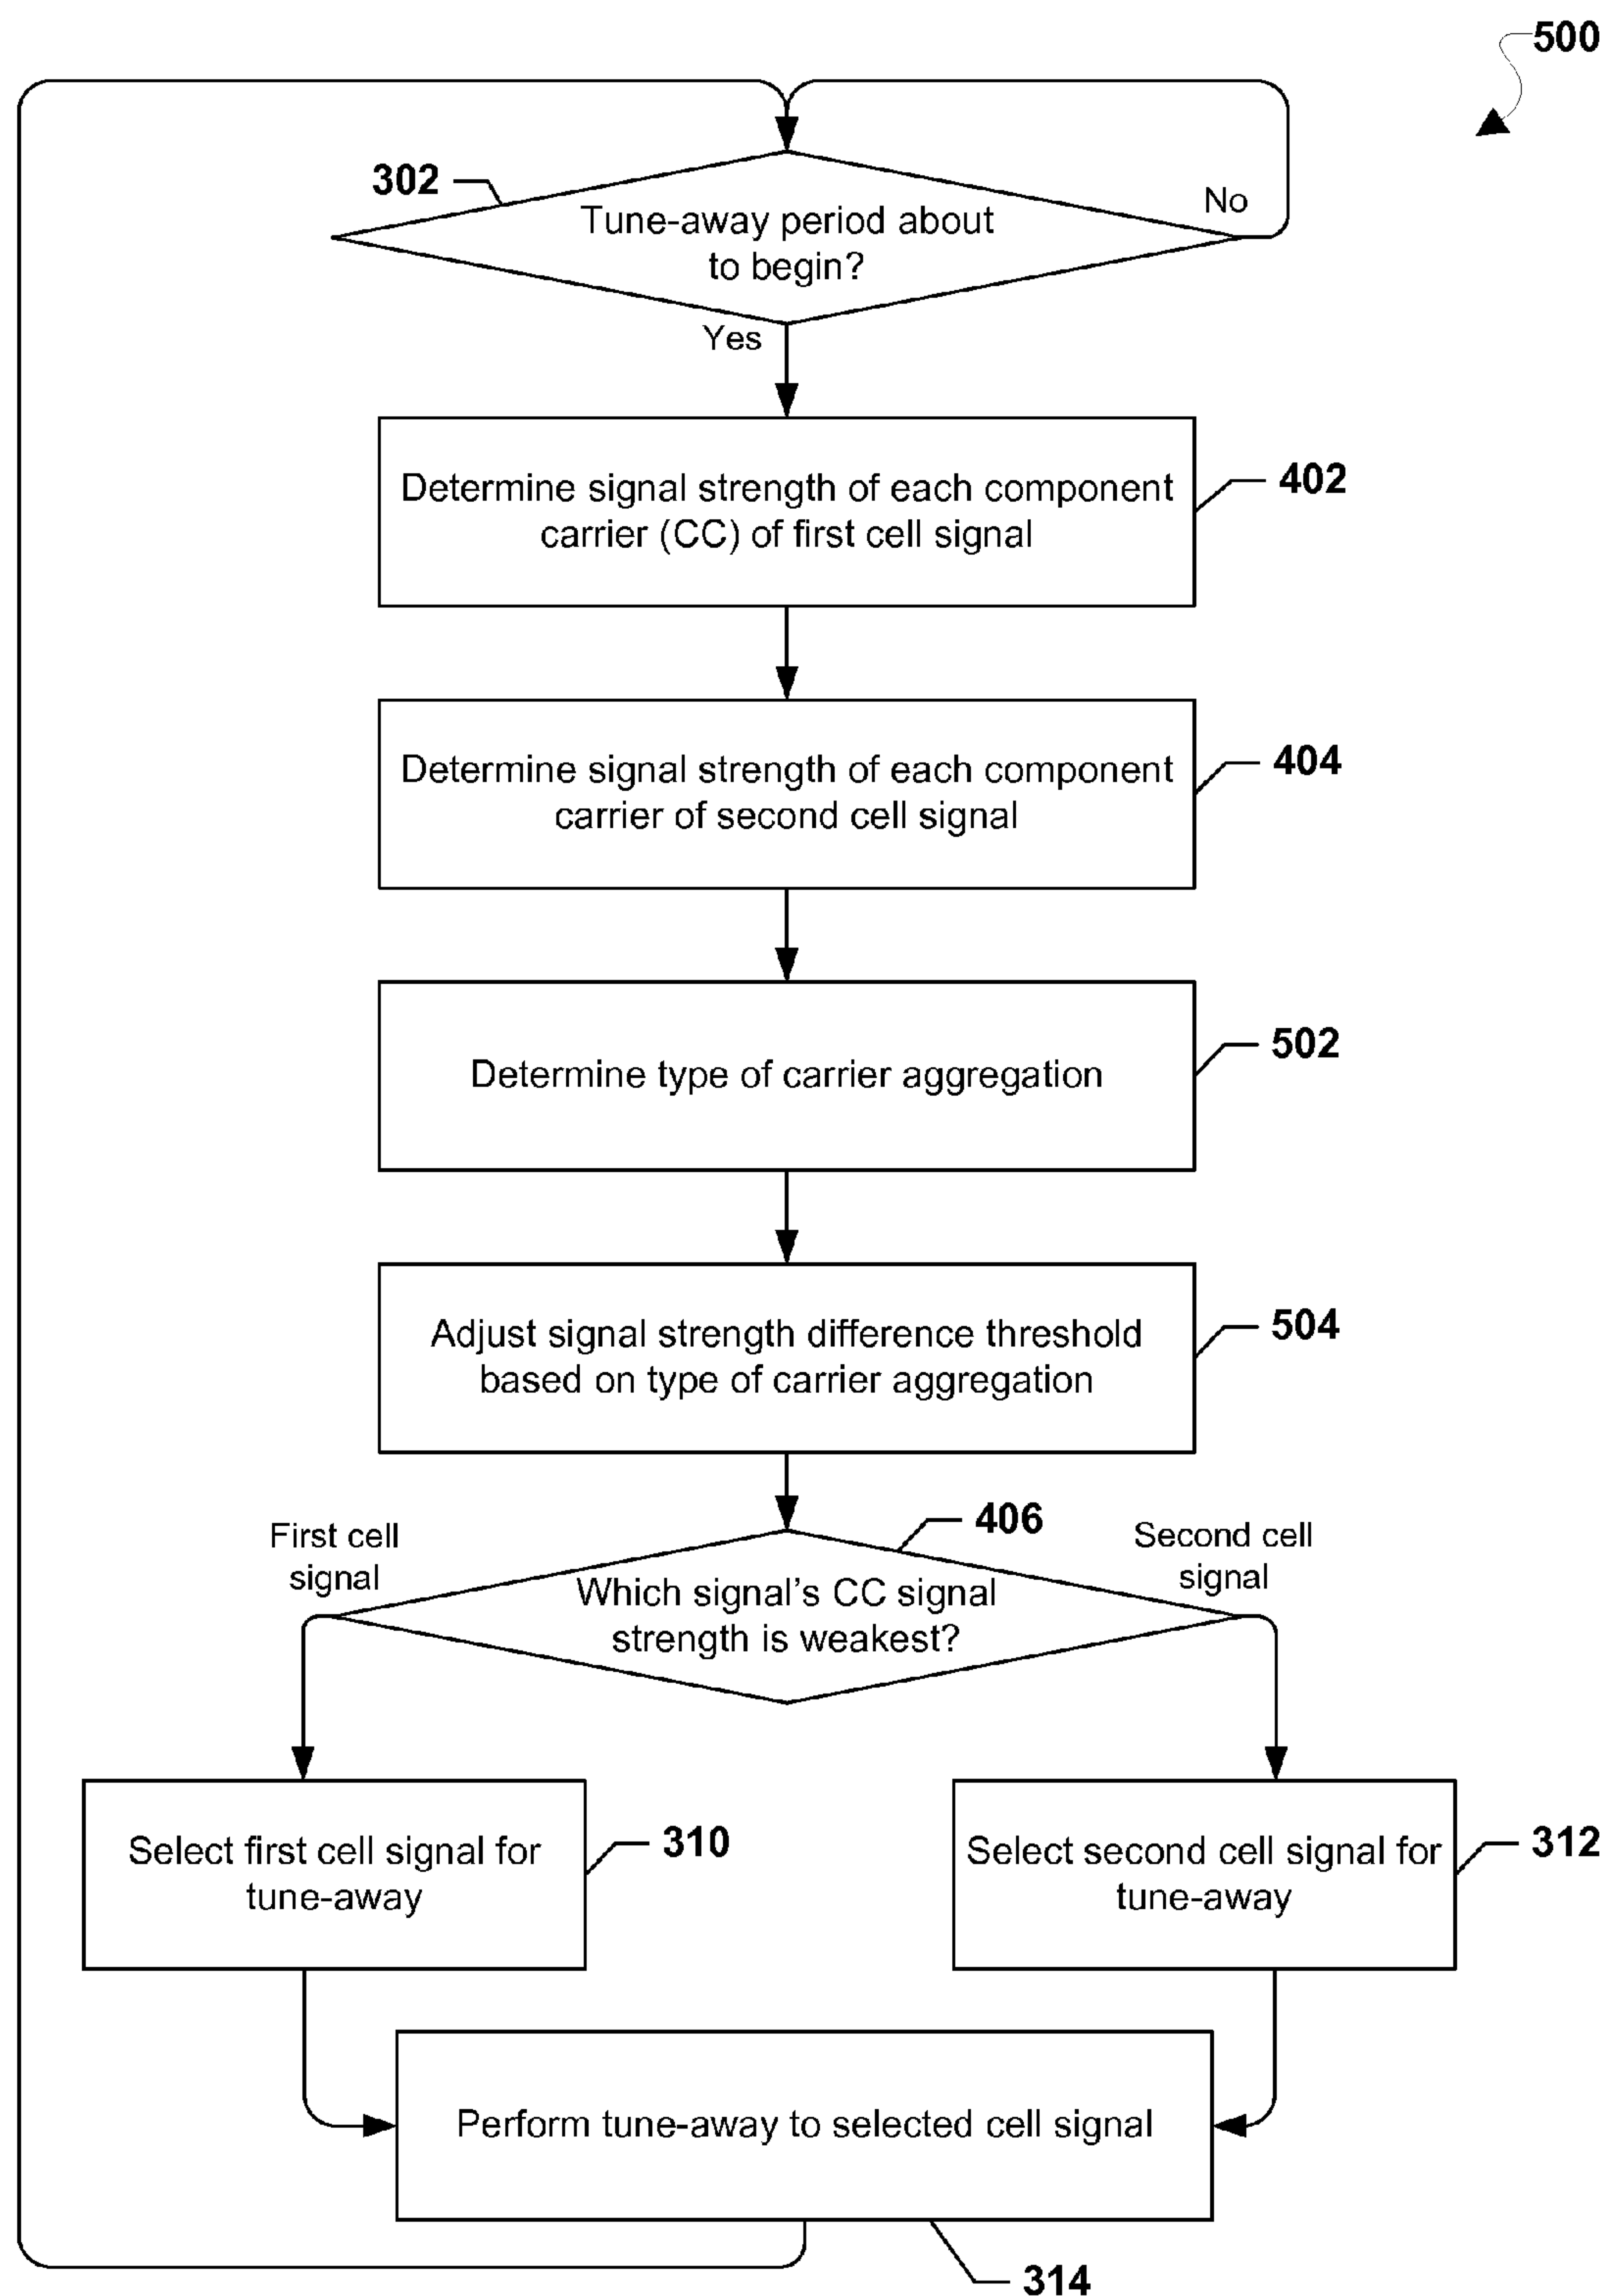 500
302
Tune-away period about
to begin?
No
Yes
Determine signal strength of each component
carrier (CC) of first cell signal
402
Determine signal strength of each component
carrier of second cell signal
404
Determine type of carrier aggregation
502
Adjust signal strength difference threshold
based on type of carrier aggregation
504
406
First cell
signal
Which signal's CC signal
strength is weakest?
Second cell
signal
Select first cell signal for
tune-away
310
Select second cell signal for
tune-away
312
Perform tune-away to selected cell signal
314